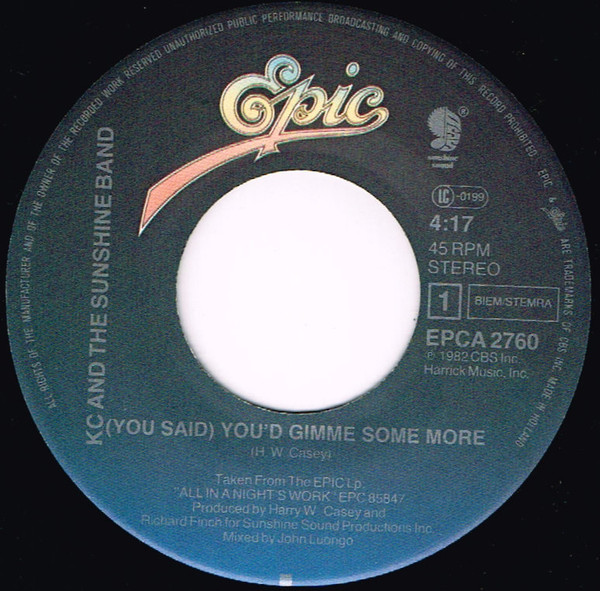 ALL RIGHTS OF THE MANUFACTURER AND OF THE OWNER OF THE RECORDED WORK RESERVED UNAUTHORIZED PUBLIC PERFORMANCE BROADCASTING AND COPYING OF THIS RECORD PROHIBITED. EPIC & ARE TRADEMARKS OF CBS INC. MADE IN HOLLAND
Epic
KC AND THE SUNSHINE BAND
LC-0199
4:17
45 RPM
STEREO
1 BIEM/STEMRA
EPCA 2760
℗ 1982 CBS Inc.
Harrick Music, Inc.
(YOU SAID) YOU'D GIMME SOME MORE
(H. W. Casey)
Taken From The EPIC Lp.
"ALL IN A NIGHT'S WORK" EPC 85847
Produced by Harry W. Casey and
Richard Finch for Sunshine Sound Productions Inc.
Mixed by John Luongo